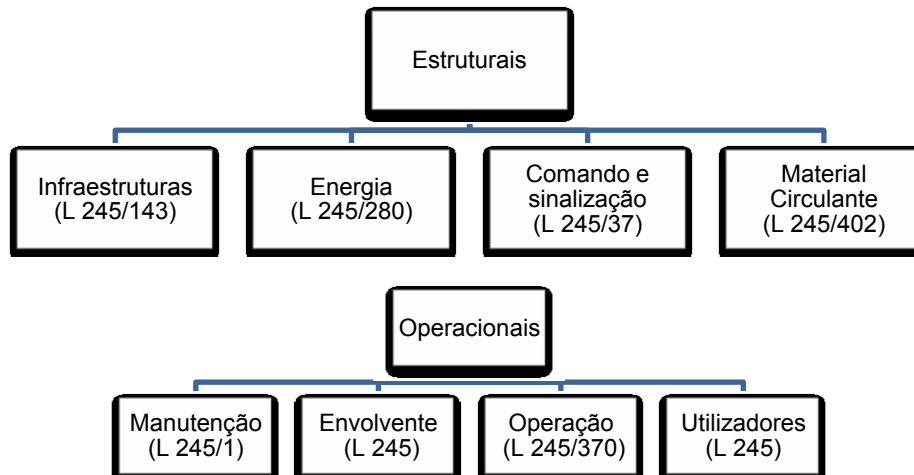 Estruturais
Infraestruturas
(L 245/143)
Energia
(L 245/280)
Comando e
sinalização
(L 245/37)
Material
Circulante
(L 245/402)
Operacionais
Manutenção
(L 245/1)
Envolvente
(L 245)
Operação
(L 245/370)
Utilizadores
(L 245)